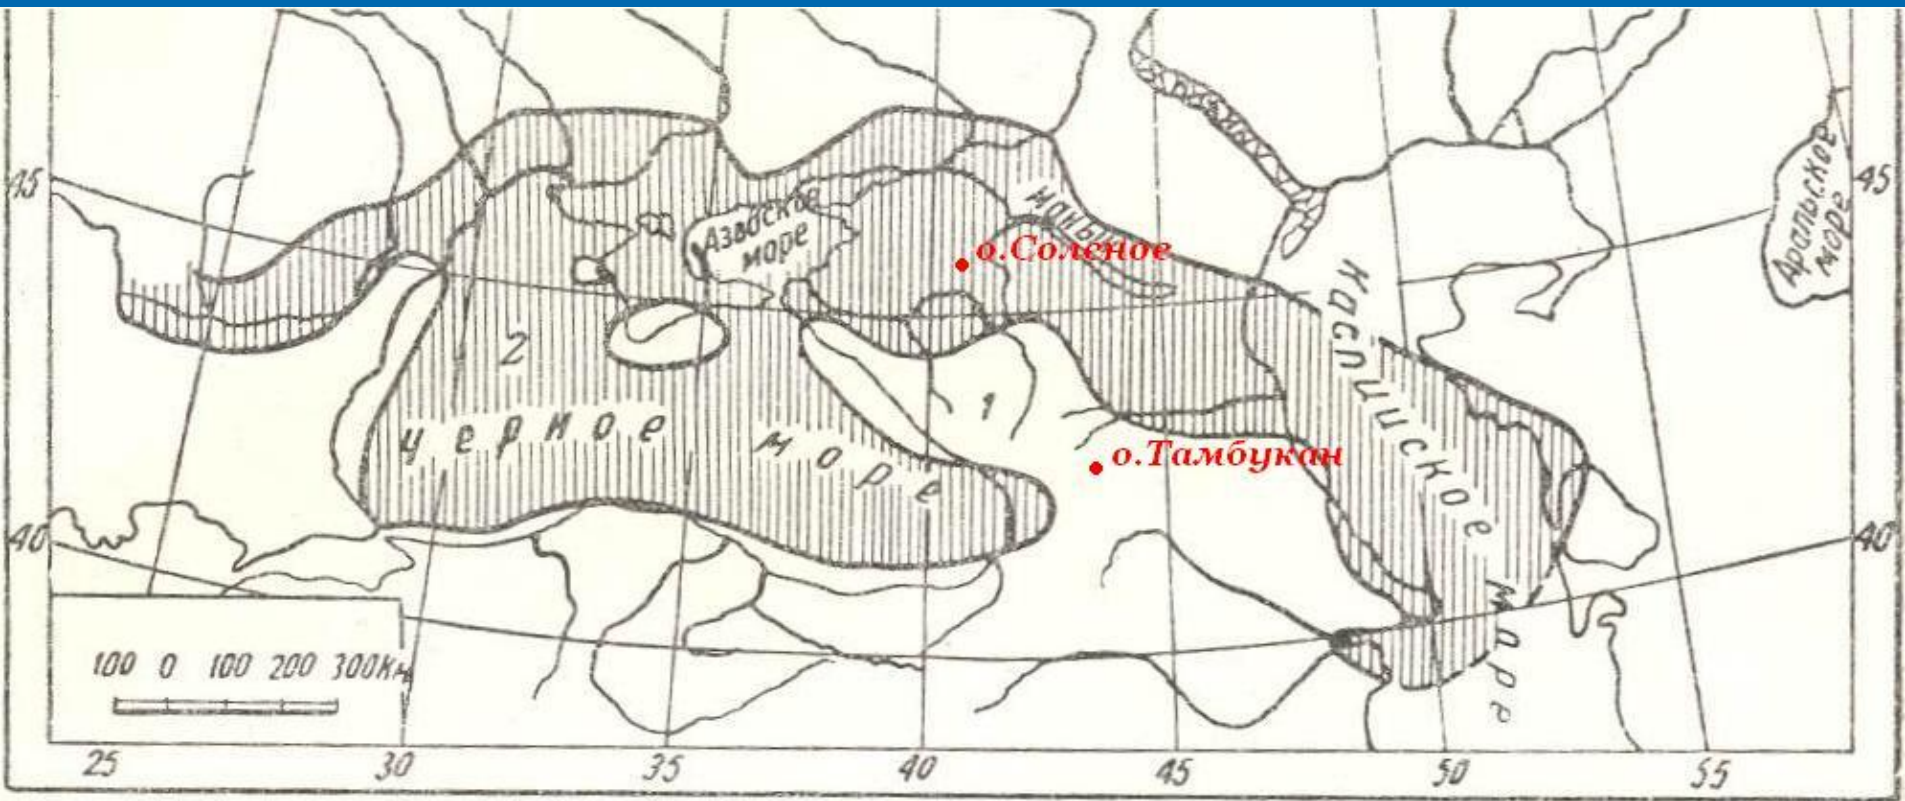 45
45
Аральское
море
Азовское
море
Маныч
о.Соленое
Каспийское
море
2
1
Черное море
о.Тамбукан
40
40
100 0 100 200 300Км
25 30 35 40 45 50 55